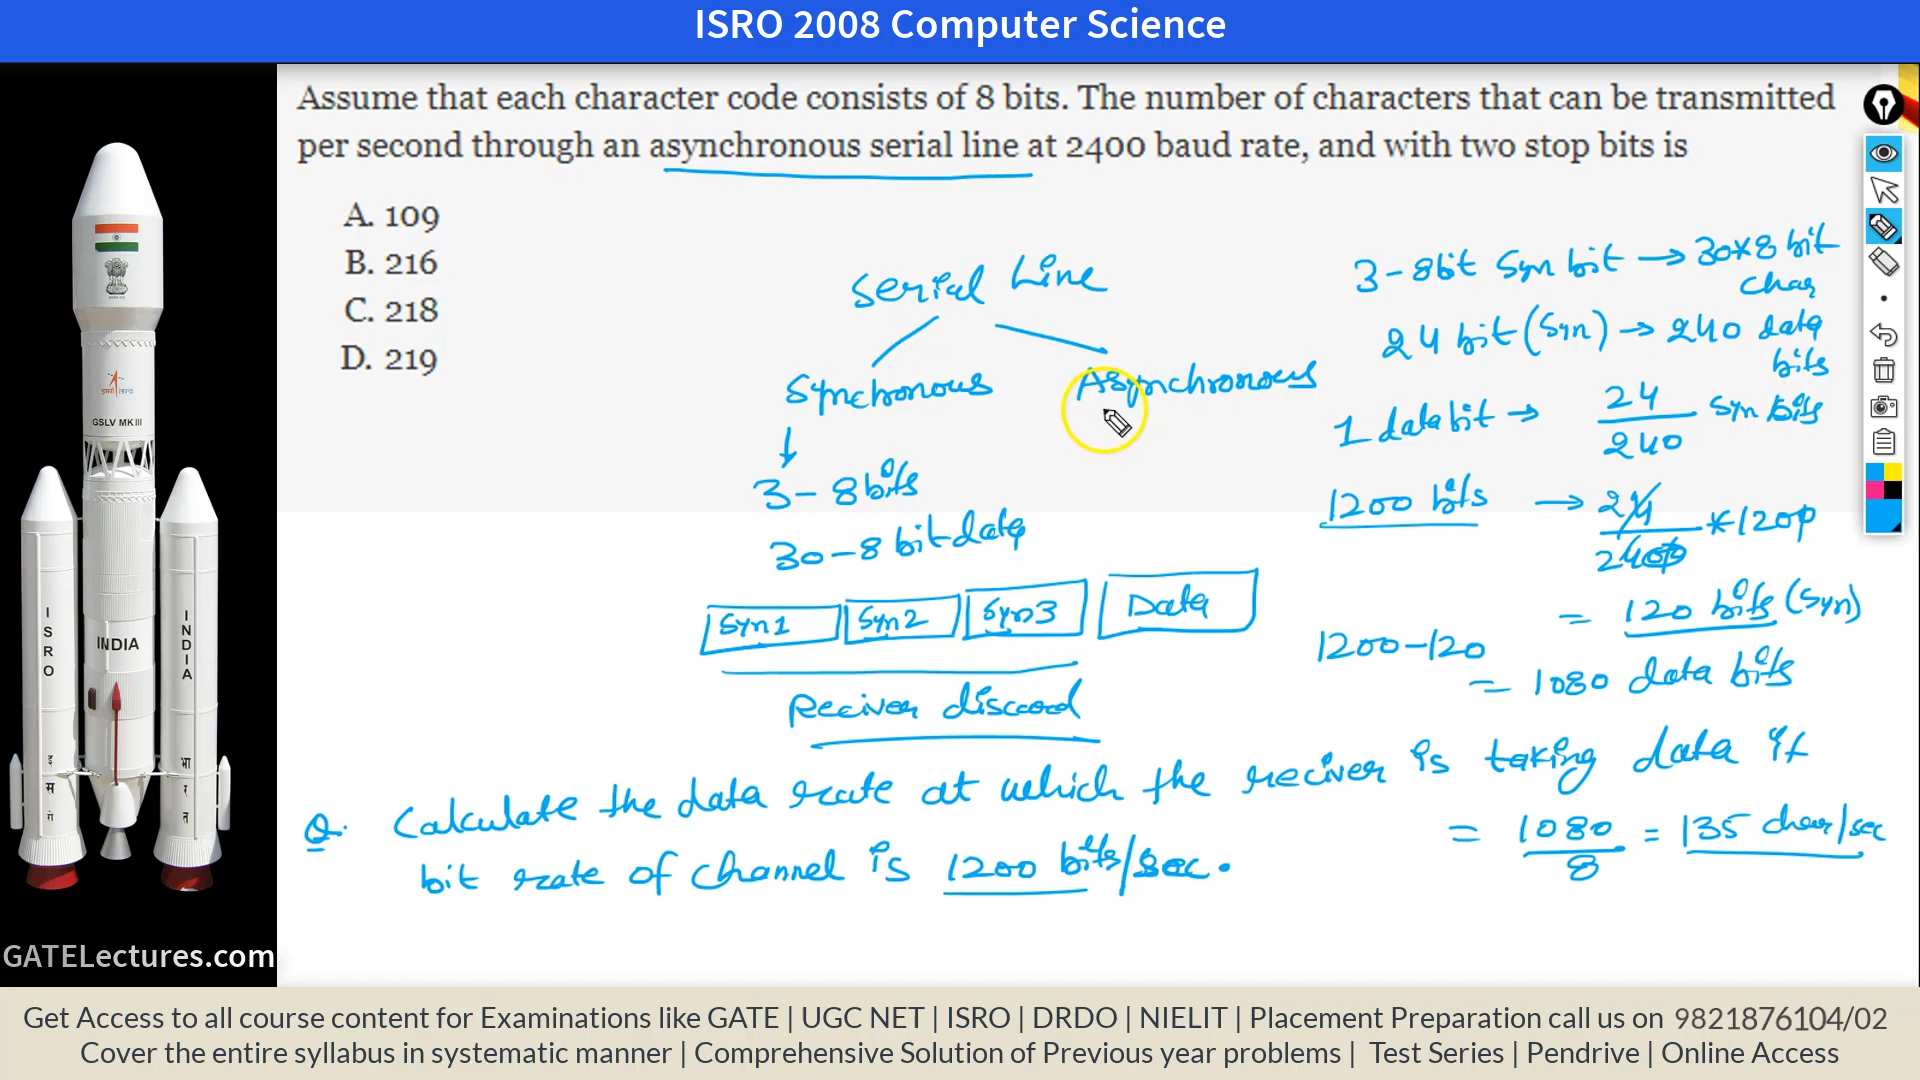 ISRO 2008 Computer Science
Assume that each character code consists of 8 bits. The number of characters that can be transmitted
per second through an asynchronous serial line at 2400 baud rate, and with two stop bits is
A. 109
B. 216
C. 218
D. 219
Serial Line
Synchronous Asynchronous
3-8bits
30-8 bit data
Syn1 Syn2 Syn3 Data
Reciver discard
3-8bit Syn bit → 30*8 bit
char
24 bit (Syn) → 240 data
bits
1 data bit → 24/240 Syn bits
1200 bits → 24/240 * 1200
= 120 bits (Syn)
1200-120
= 1080 data bits
Q. Calculate the data rate at which the reciver is taking data if
bit rate of channel is 1200 bits/sec.
= 1080/8 = 135 char/sec
GSLV MK III
INDIA
ISRO
INDIA
इसरो
भारत
GATELectures.com
Get Access to all course content for Examinations like GATE | UGC NET | ISRO | DRDO | NIELIT | Placement Preparation call us on 9821876104/02
Cover the entire syllabus in systematic manner | Comprehensive Solution of Previous year problems | Test Series | Pendrive | Online Access